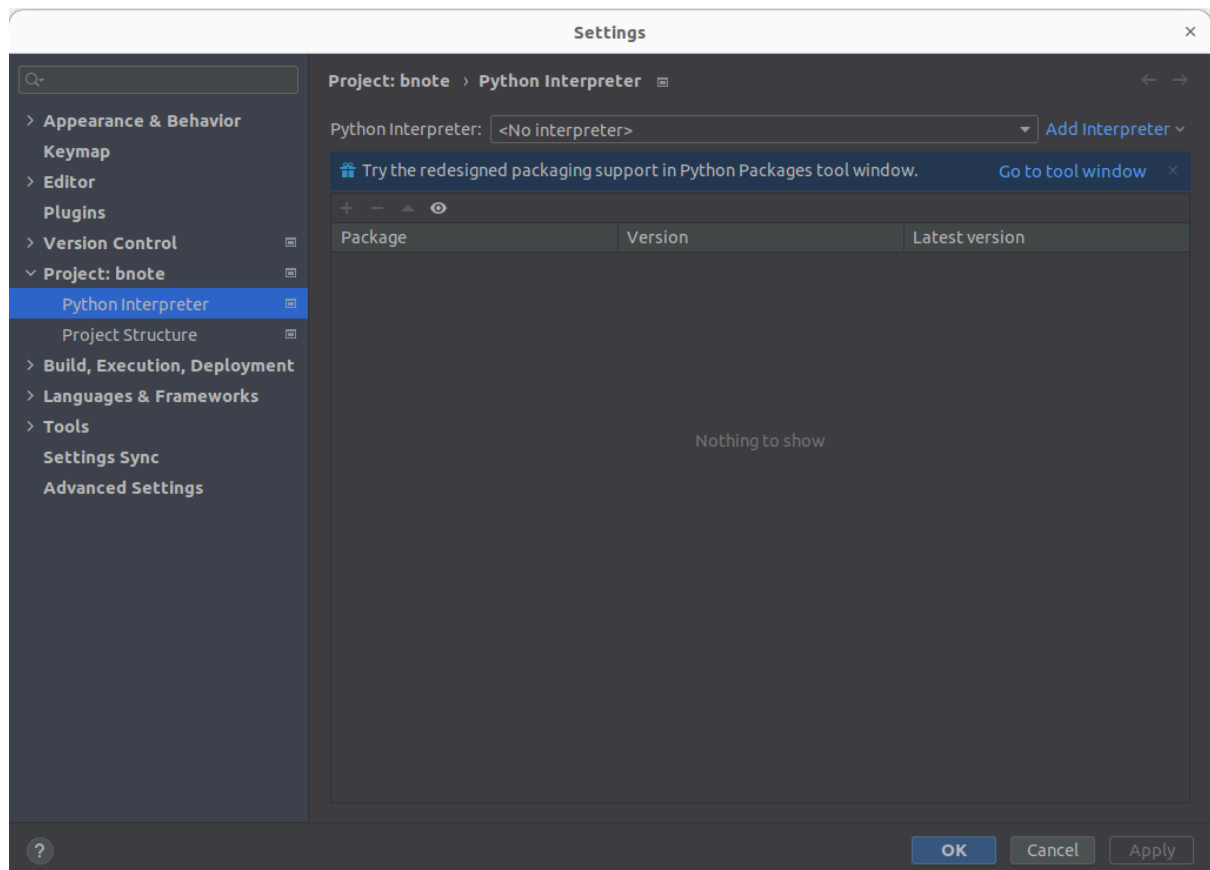 Settings
Project: bnote › Python Interpreter
Python Interpreter: <No interpreter> Add Interpreter
Try the redesigned packaging support in Python Packages tool window. Go to tool window
Package Version Latest version
Nothing to show
Appearance & Behavior
Keymap
Editor
Plugins
Version Control
Project: bnote
Python Interpreter
Project Structure
Build, Execution, Deployment
Languages & Frameworks
Tools
Settings Sync
Advanced Settings
? OK Cancel Apply